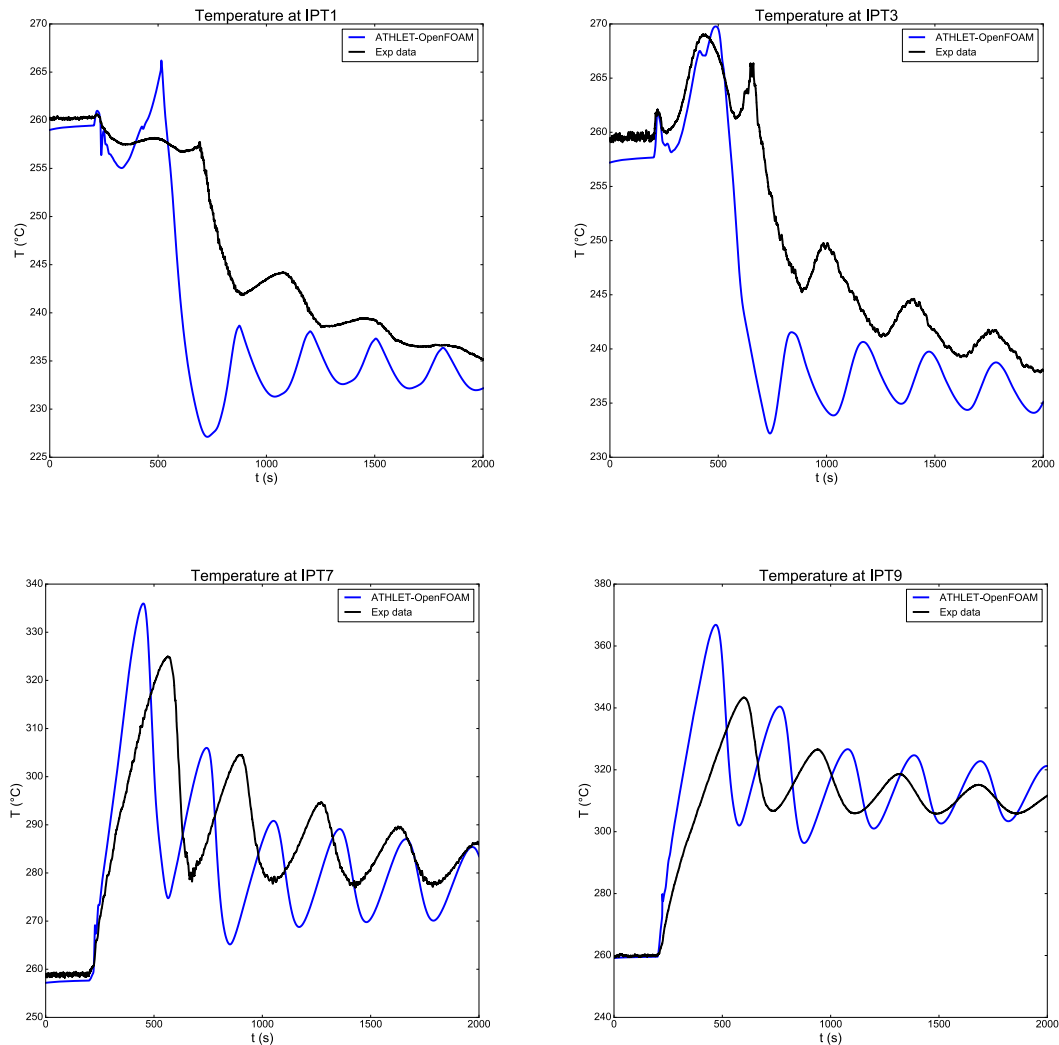 Temperature at IPT1
270
265
260
255
250
245
240
235
230
225
T (°C)
0
500
1000
1500
2000
t (s)
ATHLET-OpenFOAM
Exp data
Temperature at IPT3
270
265
260
255
250
245
240
235
230
T (°C)
0
500
1000
1500
2000
t (s)
ATHLET-OpenFOAM
Exp data
Temperature at IPT7
340
330
320
310
300
290
280
270
260
250
T (°C)
0
500
1000
1500
2000
t (s)
ATHLET-OpenFOAM
Exp data
Temperature at IPT9
380
360
340
320
300
280
260
240
T (°C)
0
500
1000
1500
2000
t (s)
ATHLET-OpenFOAM
Exp data